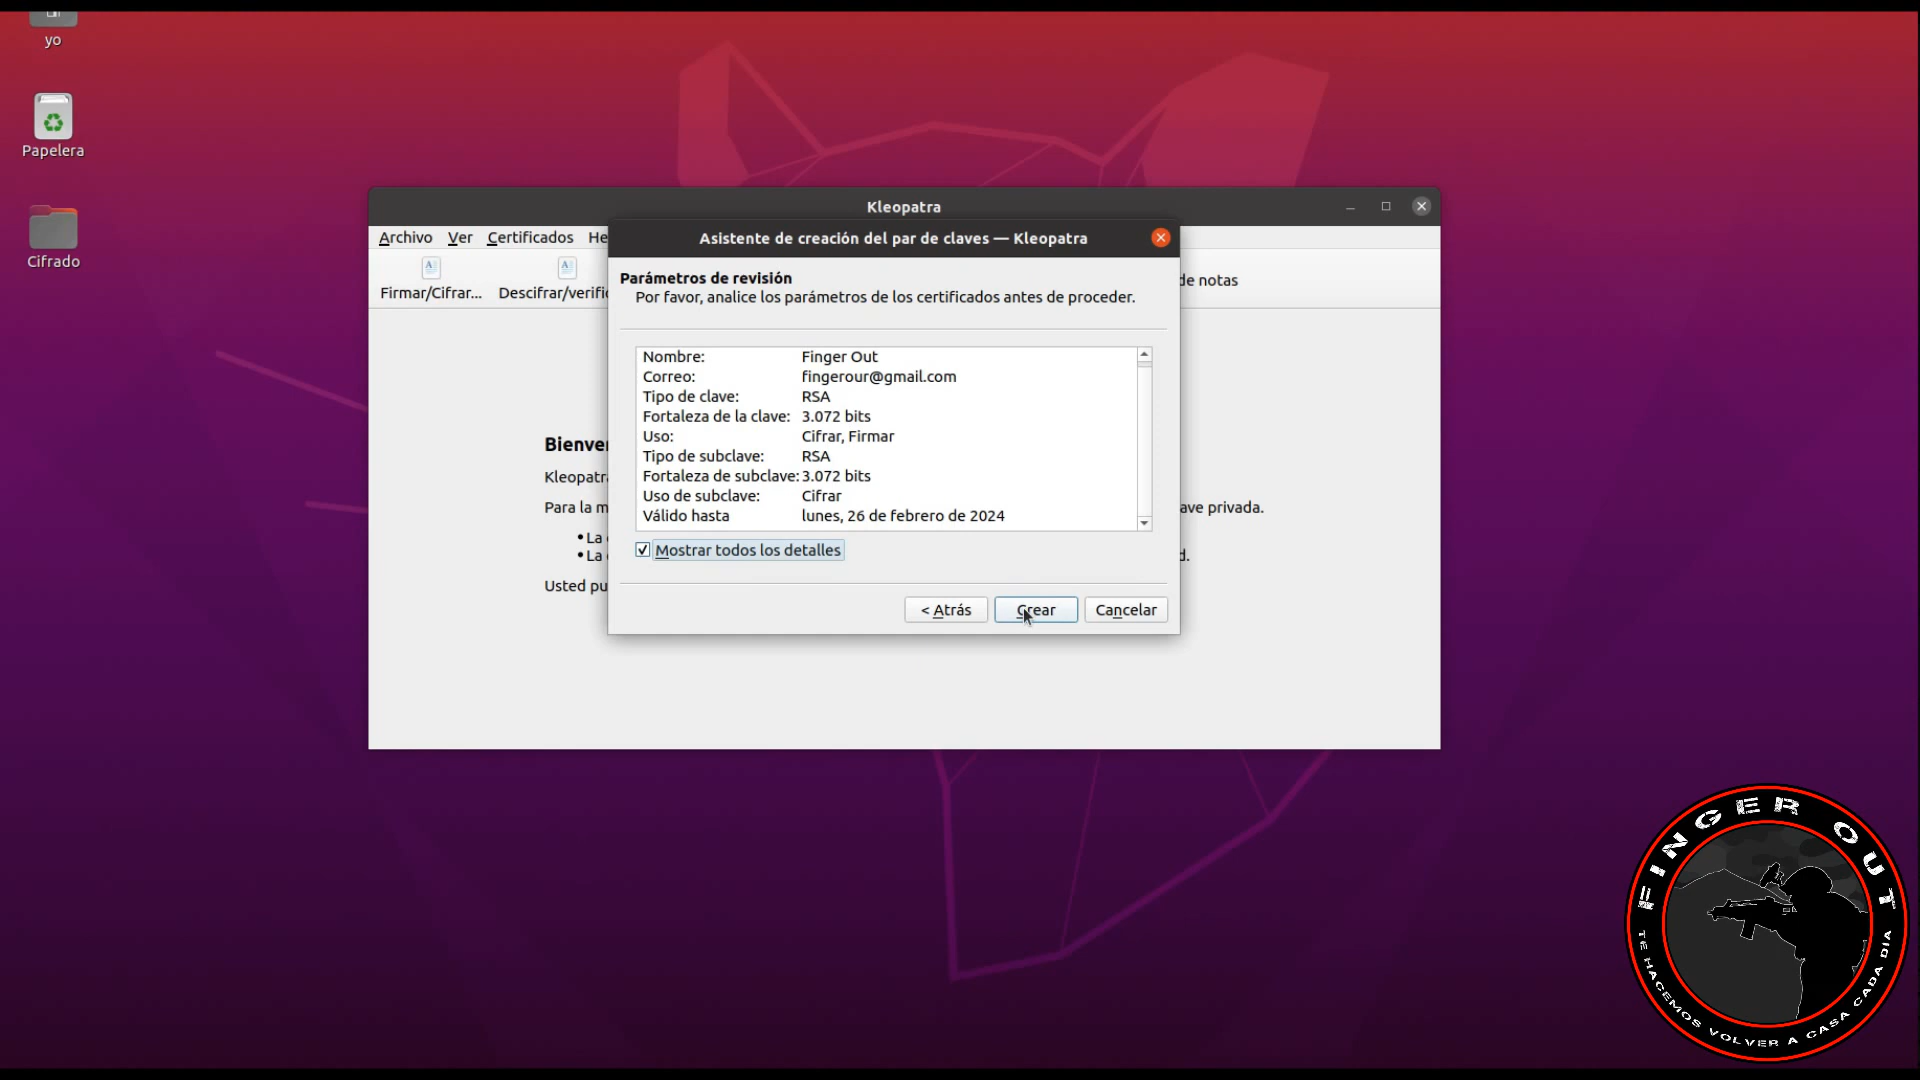 yo
Papelera
Cifrado
Kleopatra
Archivo Ver Certificados He
Firmar/Cifrar... Descifrar/verific
de notas
Bienven
Kleopatra
Para la m
ave privada.
•La
•La
d.
Usted pu
Asistente de creación del par de claves — Kleopatra
Parámetros de revisión
Por favor, analice los parámetros de los certificados antes de proceder.
Nombre: Finger Out
Correo: fingerour@gmail.com
Tipo de clave: RSA
Fortaleza de la clave: 3.072 bits
Uso: Cifrar, Firmar
Tipo de subclave: RSA
Fortaleza de subclave: 3.072 bits
Uso de subclave: Cifrar
Válido hasta lunes, 26 de febrero de 2024
Mostrar todos los detalles
< Atrás Crear Cancelar
FINGER OUT
TE HACEMOS VOLVER A CASA CADA DIA